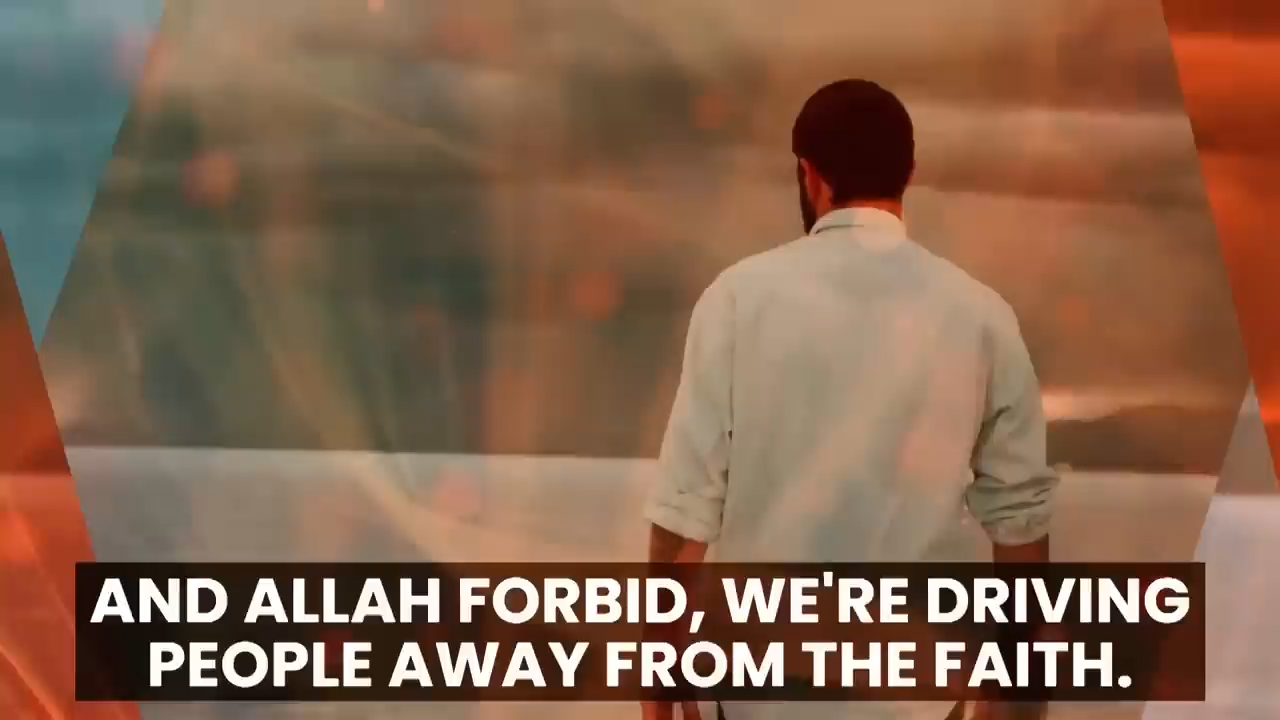 AND ALLAH FORBID, WE'RE DRIVING
PEOPLE AWAY FROM THE FAITH.